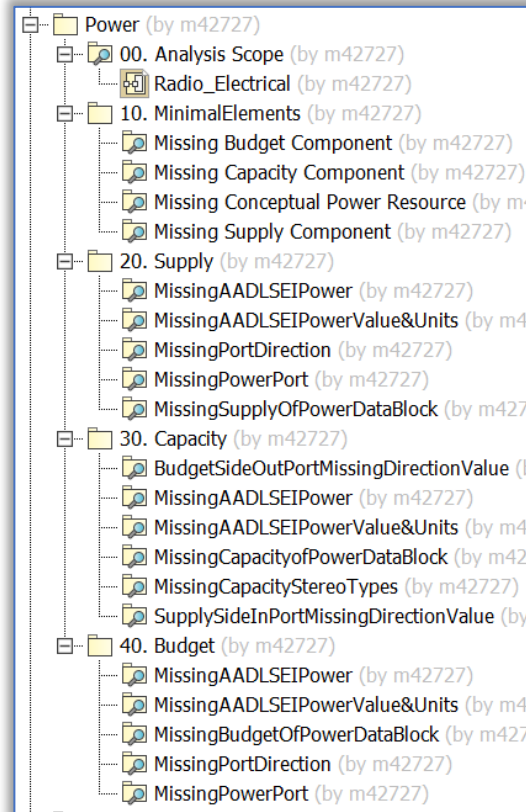 Power (by m42727)
00. Analysis Scope (by m42727)
Radio_Electrical (by m42727)
10. MinimalElements (by m42727)
Missing Budget Component (by m42727)
Missing Capacity Component (by m42727)
Missing Conceptual Power Resource (by m4
Missing Supply Component (by m42727)
20. Supply (by m42727)
MissingAADLSEIPower (by m42727)
MissingAADLSEIPowerValue&Units (by m4
MissingPortDirection (by m42727)
MissingPowerPort (by m42727)
MissingSupplyOfPowerDataBlock (by m427
30. Capacity (by m42727)
BudgetSideOutPortMissingDirectionValue (
MissingAADLSEIPower (by m42727)
MissingAADLSEIPowerValue&Units (by m4
MissingCapacityofPowerDataBlock (by m42
MissingCapacityStereoTypes (by m42727)
SupplySideInPortMissingDirectionValue (by
40. Budget (by m42727)
MissingAADLSEIPower (by m42727)
MissingAADLSEIPowerValue&Units (by m4
MissingBudgetOfPowerDataBlock (by m427
MissingPortDirection (by m42727)
MissingPowerPort (by m42727)